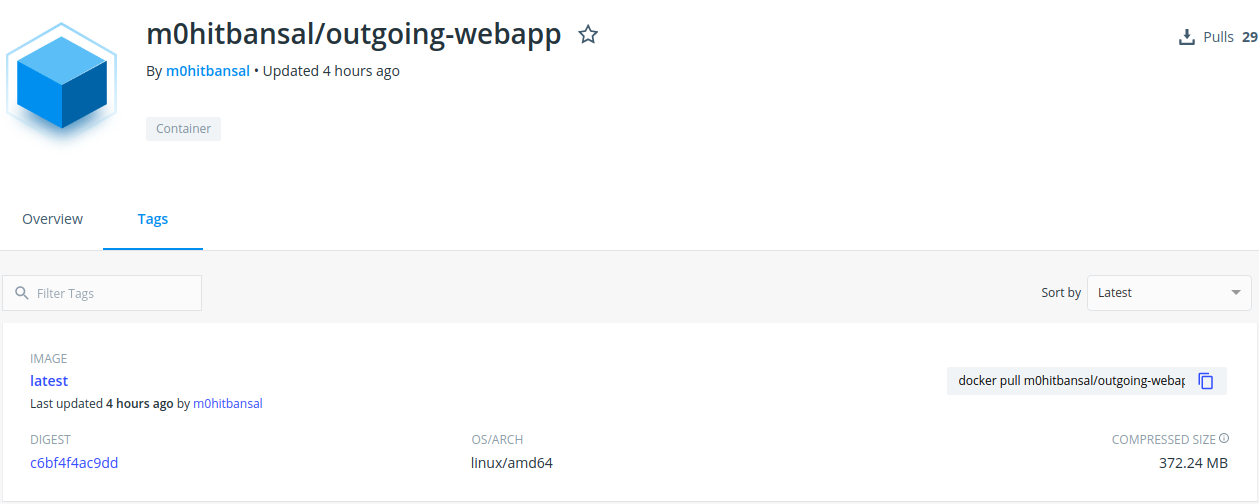 m0hitbansal/outgoing-webapp
Pulls 29
By m0hitbansal • Updated 4 hours ago
Container
Overview
Tags
Filter Tags
Sort by
Latest
IMAGE
latest
docker pull m0hitbansal/outgoing-webap
Last updated 4 hours ago by m0hitbansal
DIGEST
OS/ARCH
COMPRESSED SIZE
c6bf4f4ac9dd
linux/amd64
372.24 MB